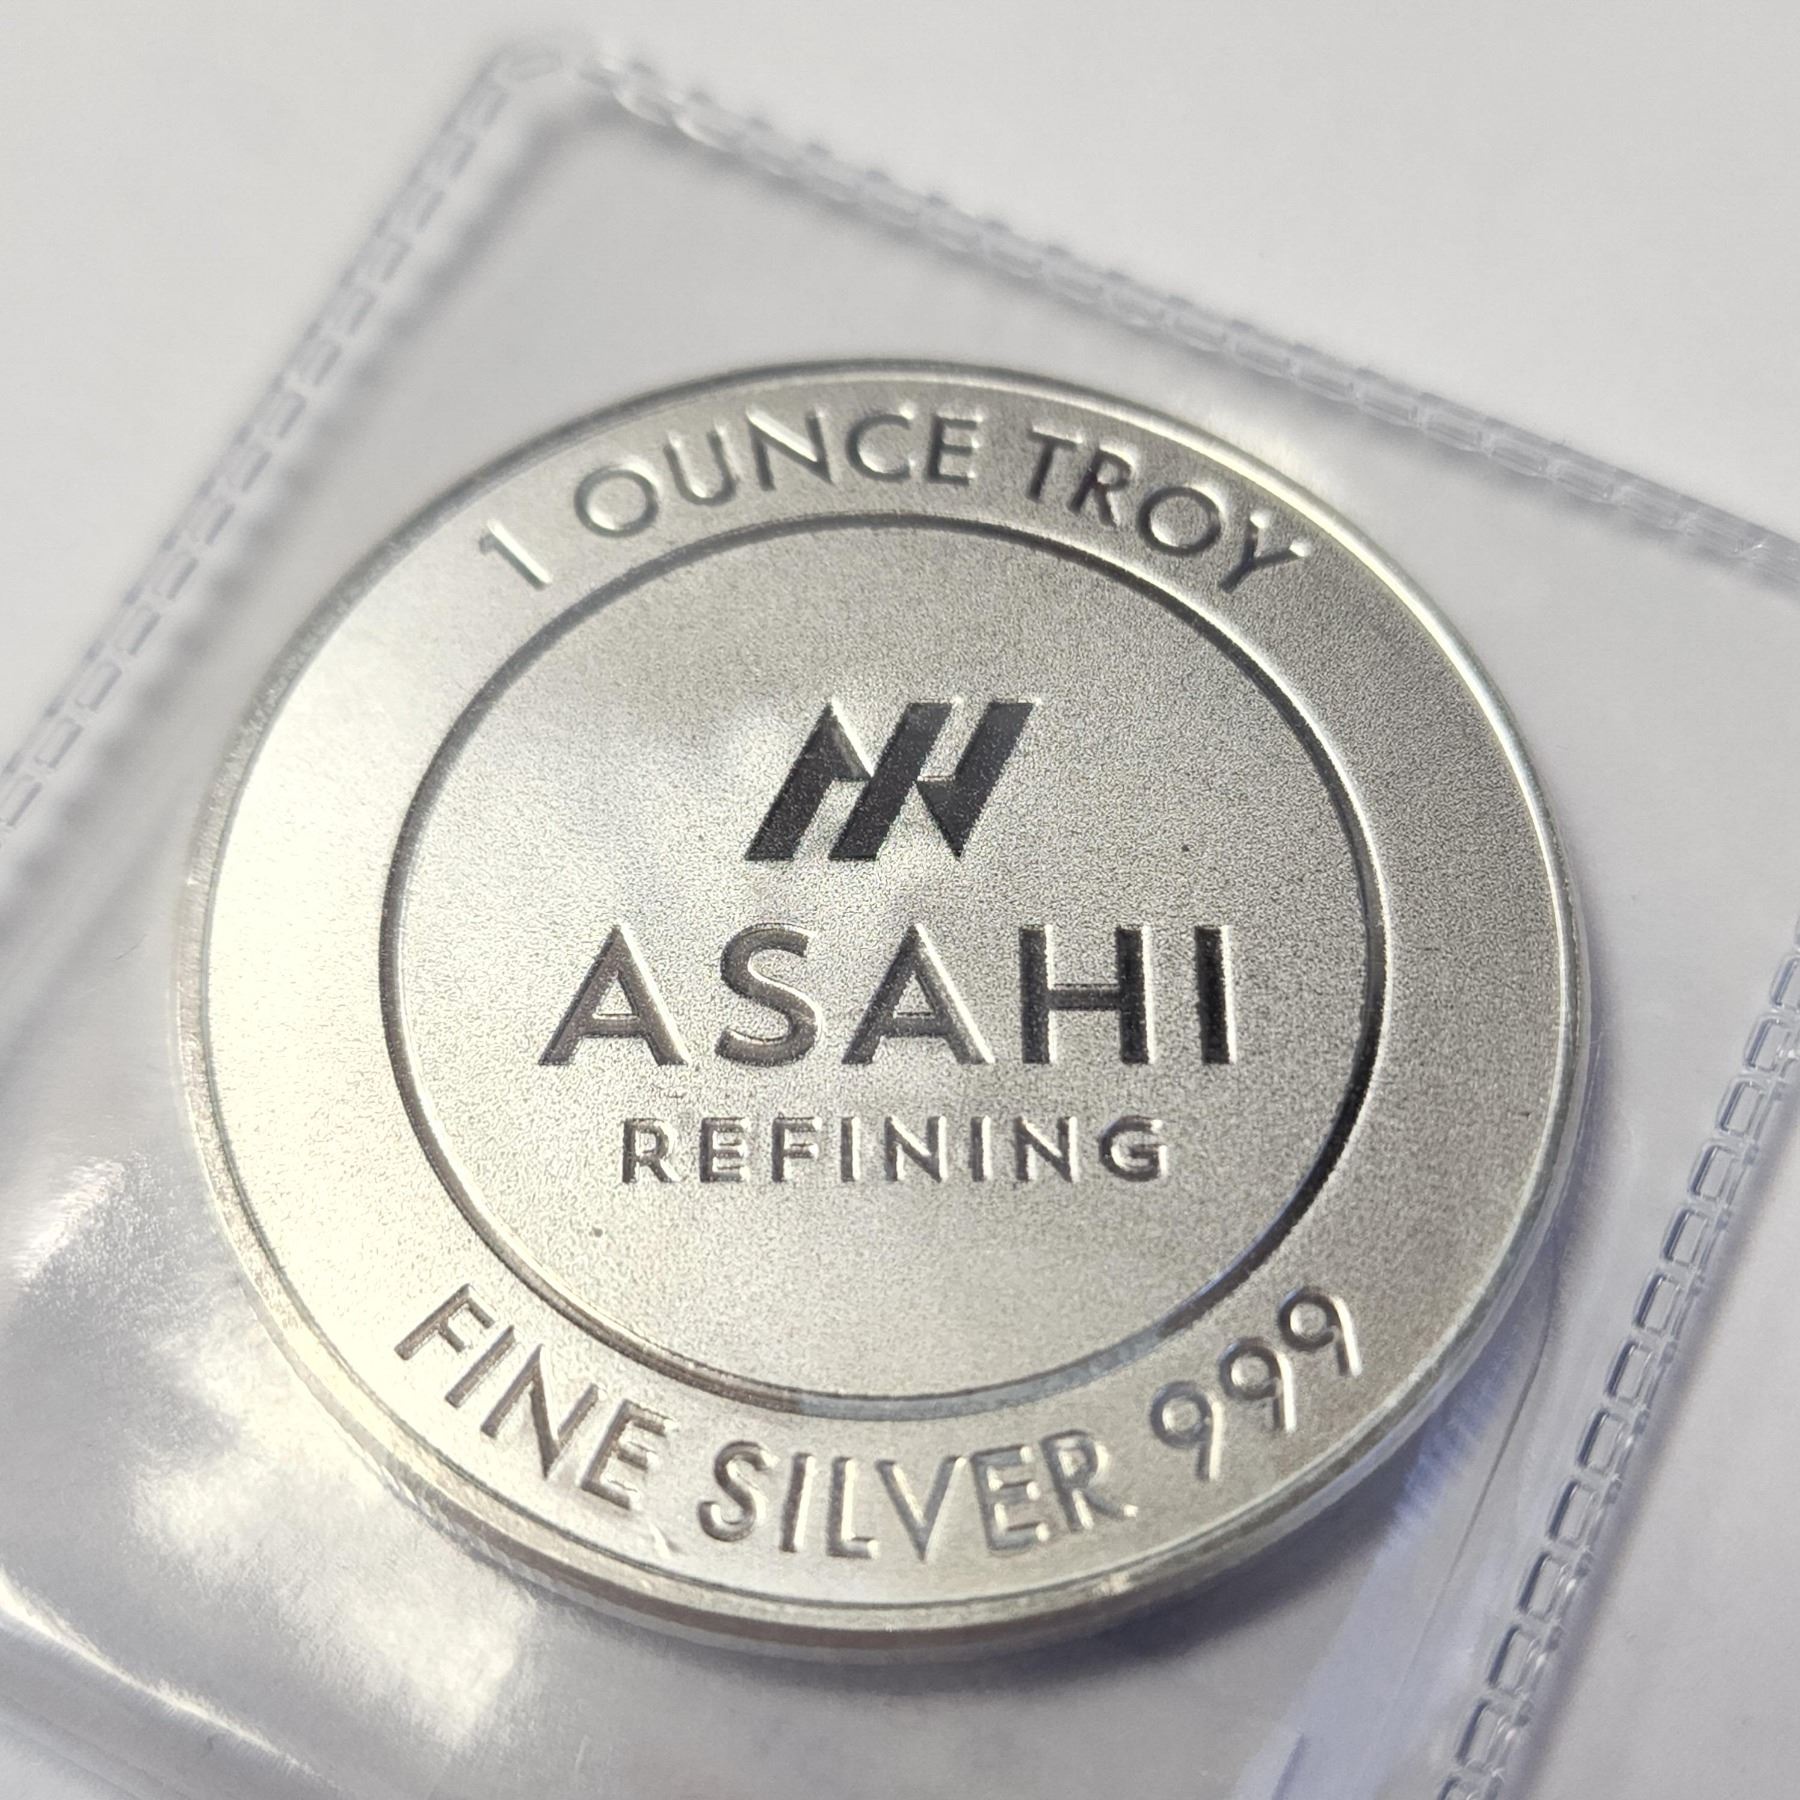 1 OUNCE TROY
ASAHI
REFINING
FINE SILVER 999